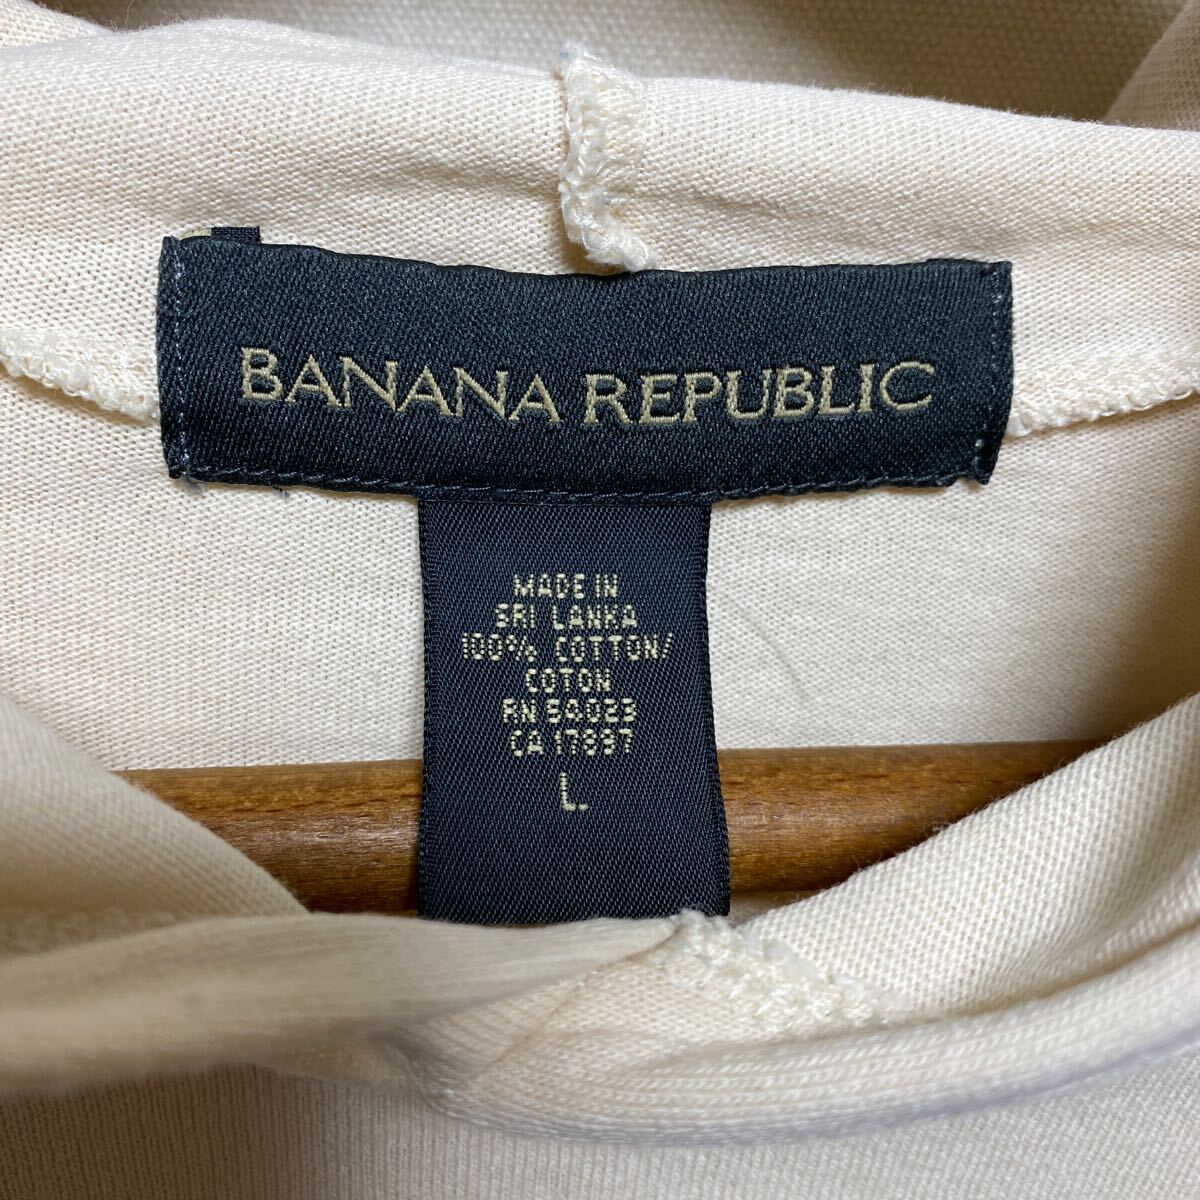 BANANA REPUBLIC
MADE IN
SRI LANKA
100% COTTON/
COTON
RN 54023
CA 17897
L.